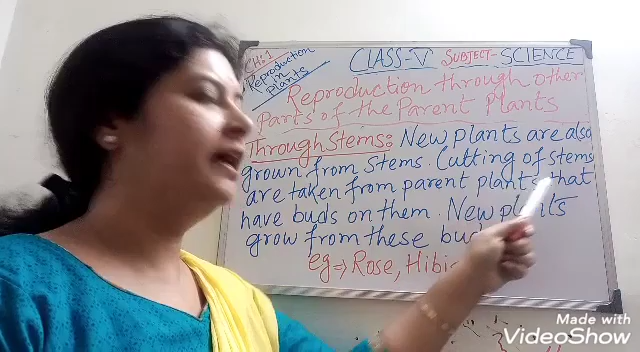 CH:1
Reproduction
in
Plants
CLASS-V SUBJECT-SCIENCE
Reproduction through other
Parts of the Parent Plants
Through Stems: New plants are also
grown from stems. Cutting of stems
are taken from parent plants that
have buds on them. New plants
grow from these
eg⇒ Rose,
Made with
VideoShow